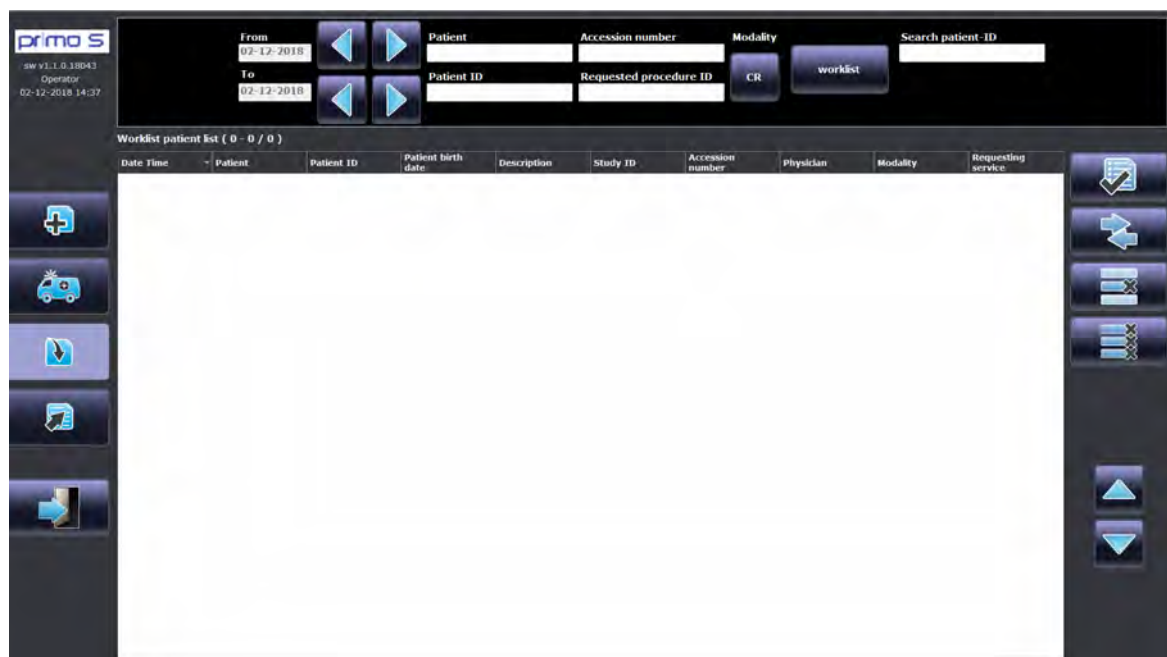 primo S
sw v1.1.0.18043
Operator
02-12-2018 14:37
From
02-12-2018
To
02-12-2018
Patient
Patient ID
Accession number
Requested procedure ID
Modality
CR
worklist
Search patient-ID
Worklist patient list ( 0 - 0 / 0 )
Date Time
Patient
Patient ID
Patient birth
date
Description
Study ID
Accession
number
Physician
Modality
Requesting
service